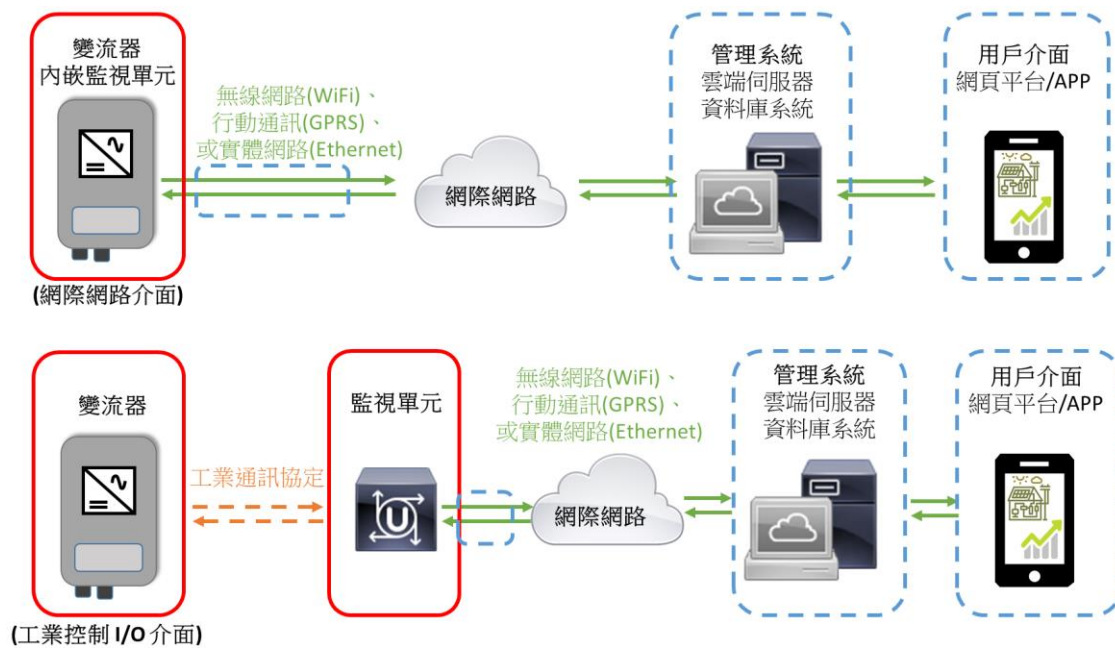 變流器
內嵌監視單元
無線網路(WiFi)、
行動通訊(GPRS)、
或實體網路(Ethernet)
網際網路
管理系統
雲端伺服器
資料庫系統
用戶介面
網頁平台/APP
(網際網路介面)
變流器
工業通訊協定
監視單元
U
無線網路(WiFi)、
行動通訊(GPRS)、
或實體網路(Ethernet)
網際網路
管理系統
雲端伺服器
資料庫系統
用戶介面
網頁平台/APP
(工業控制 I/O 介面)